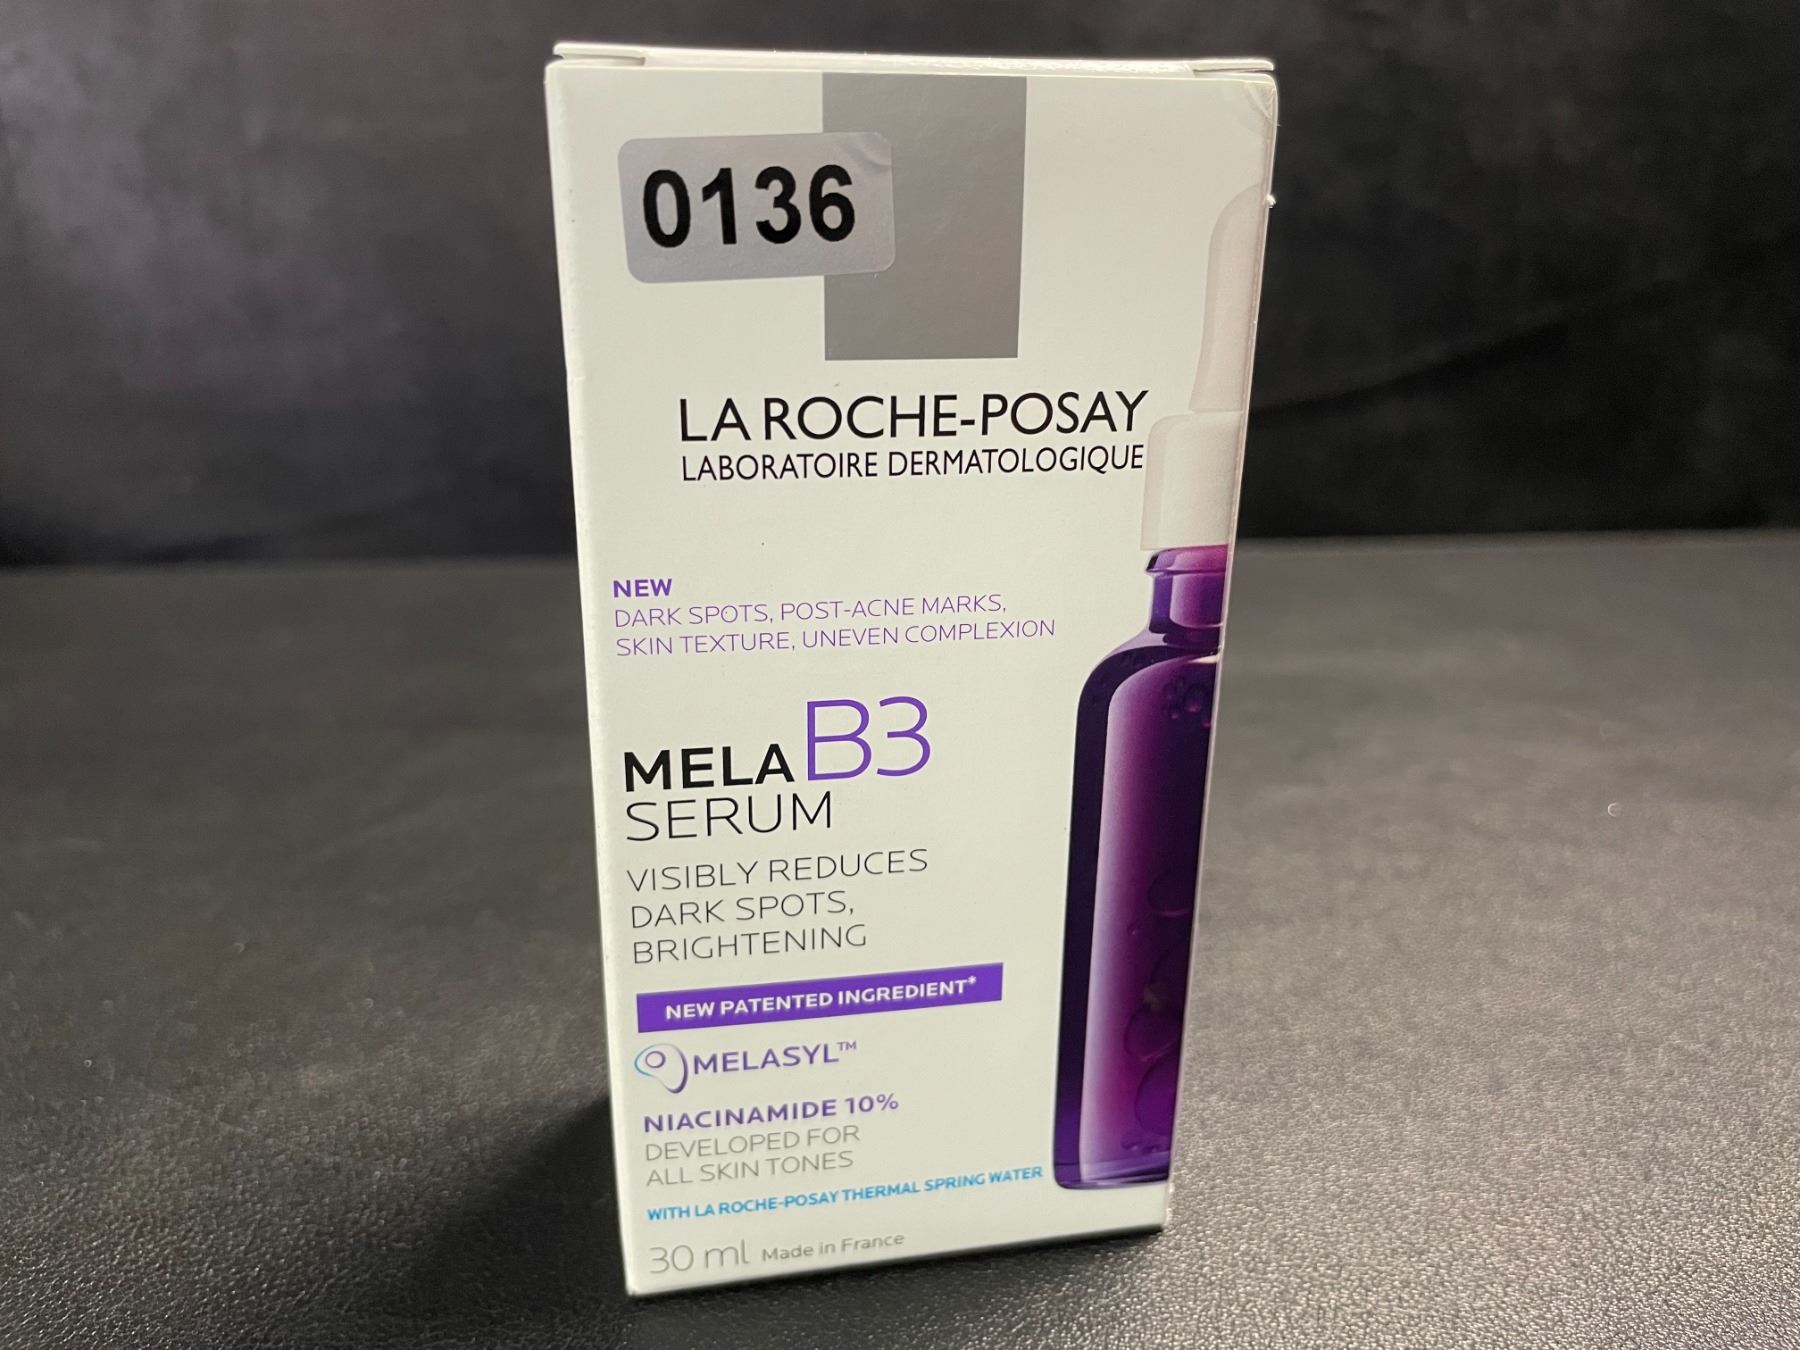 0136
LA ROCHE-POSAY
LABORATOIRE DERMATOLOGIQUE
NEW
DARK SPOTS, POST-ACNE MARKS,
SKIN TEXTURE, UNEVEN COMPLEXION
MELA B3
SERUM
VISIBLY REDUCES
DARK SPOTS,
BRIGHTENING
NEW PATENTED INGREDIENT*
MELASYL™
NIACINAMIDE 10%
DEVELOPED FOR
ALL SKIN TONES
WITH LA ROCHE-POSAY THERMAL SPRING WATER
30 ml Made in France